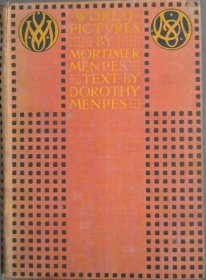 WORLD
PICTURES
BY
MORTIMER
MENPES
TEXT BY
DOROTHY
MENPES